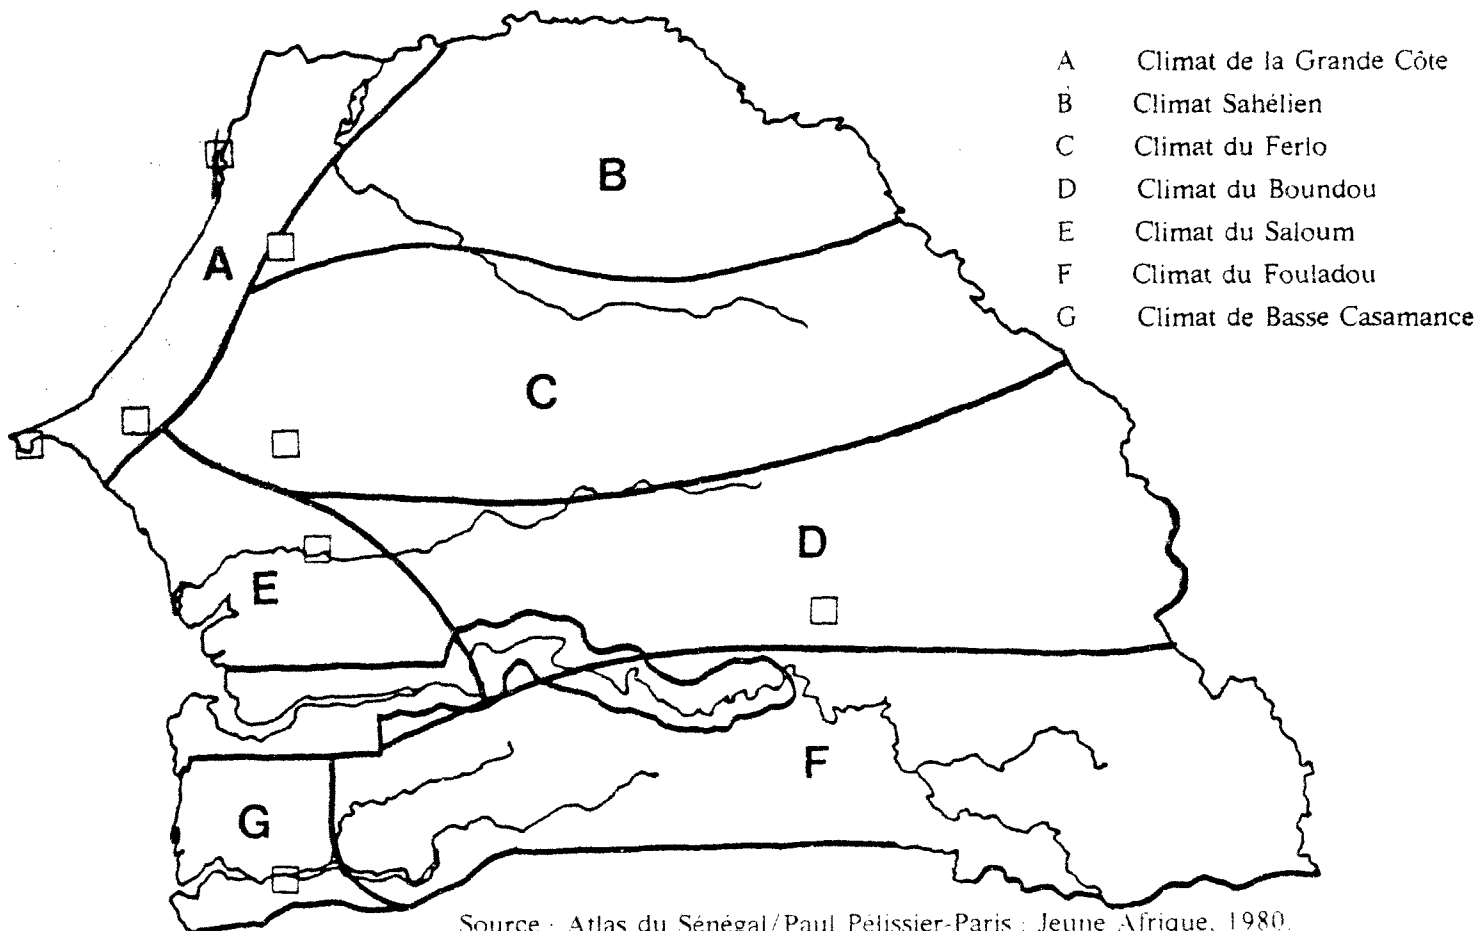 A Climat de la Grande Côte
B Climat Sahélien
C Climat du Ferlo
D Climat du Boundou
E Climat du Saloum
F Climat du Fouladou
G Climat de Basse Casamance
B
A
C
D
E
F
G
Source : Atlas du Sénégal/Paul Pélissier-Paris : Jeune Afrique, 1980.